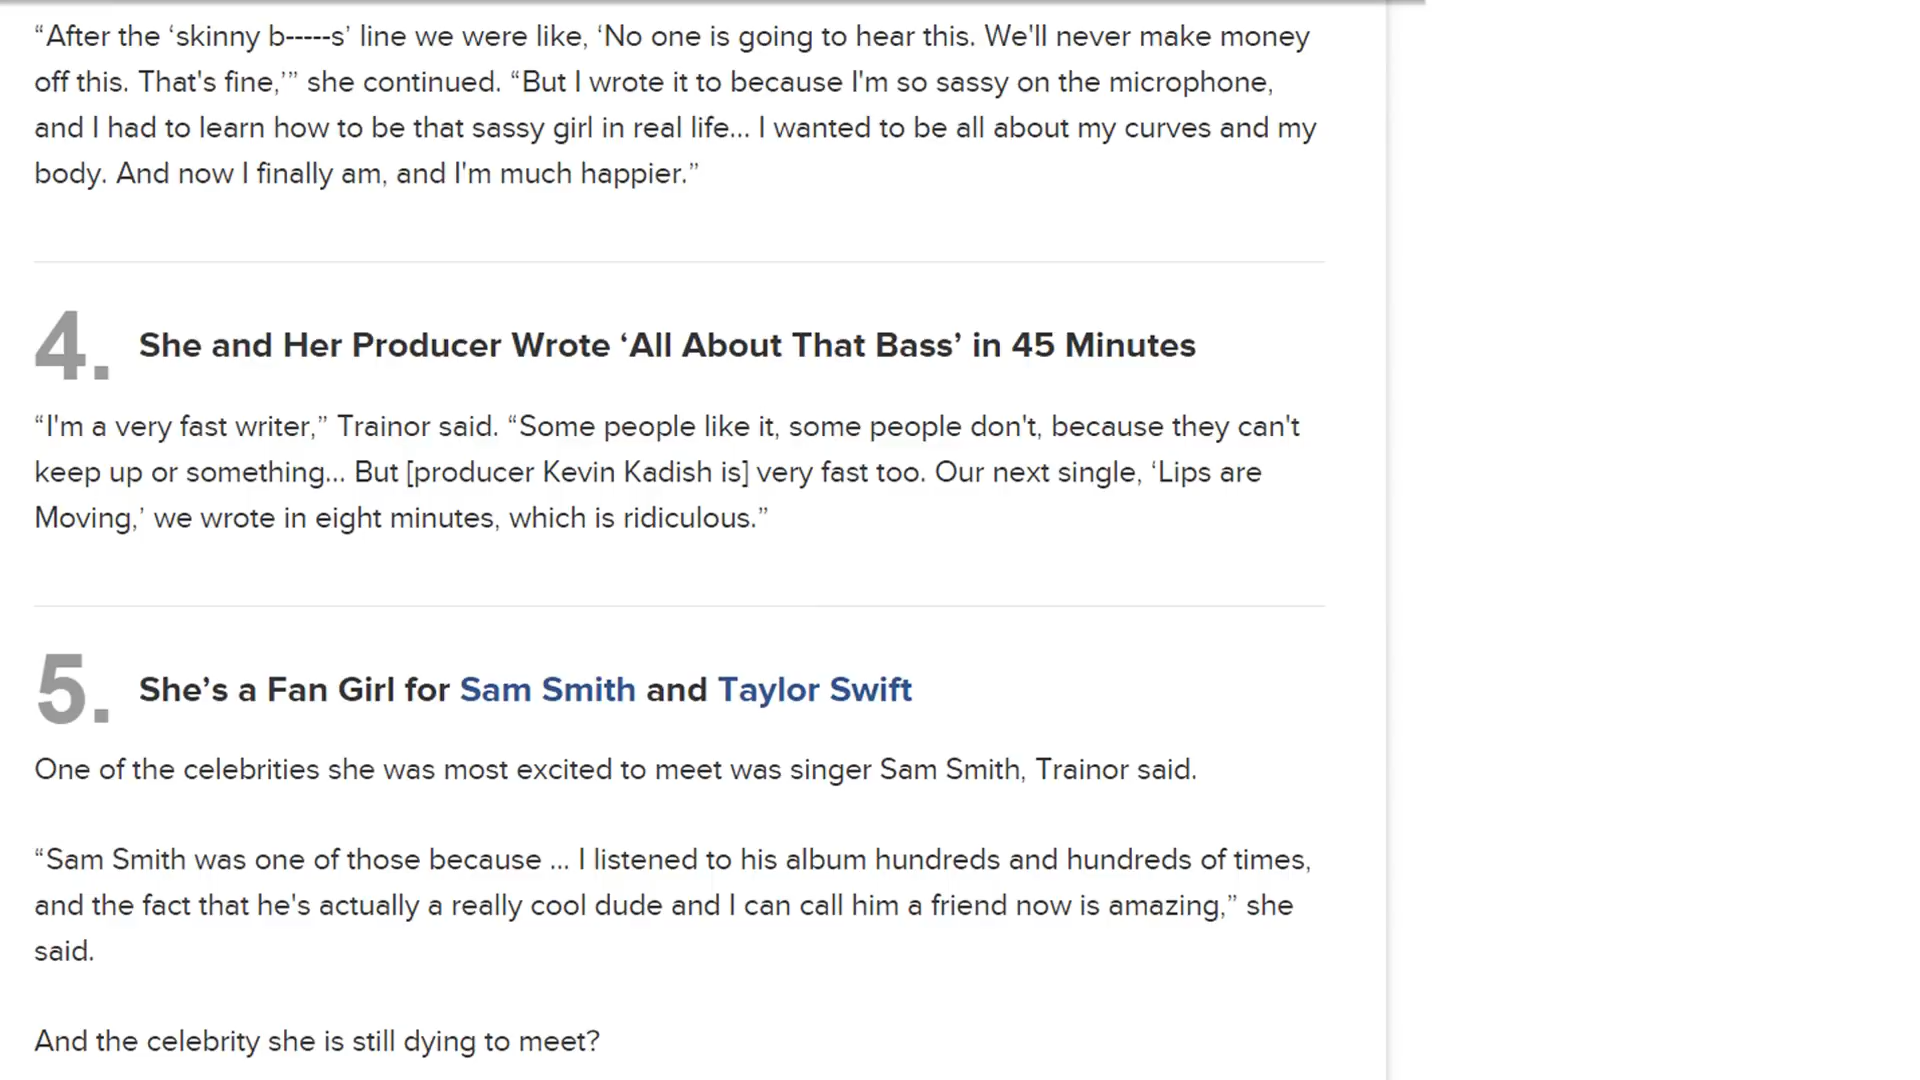 “After the ‘skinny b-----s’ line we were like, ‘No one is going to hear this. We'll never make money
off this. That's fine,’” she continued. “But I wrote it to because I'm so sassy on the microphone,
and I had to learn how to be that sassy girl in real life... I wanted to be all about my curves and my
body. And now I finally am, and I'm much happier.”
4. She and Her Producer Wrote ‘All About That Bass’ in 45 Minutes
“I'm a very fast writer,” Trainor said. “Some people like it, some people don't, because they can't
keep up or something... But [producer Kevin Kadish is] very fast too. Our next single, ‘Lips are
Moving,’ we wrote in eight minutes, which is ridiculous.”
5. She’s a Fan Girl for Sam Smith and Taylor Swift
One of the celebrities she was most excited to meet was singer Sam Smith, Trainor said.
“Sam Smith was one of those because ... I listened to his album hundreds and hundreds of times,
and the fact that he's actually a really cool dude and I can call him a friend now is amazing,” she
said.
And the celebrity she is still dying to meet?